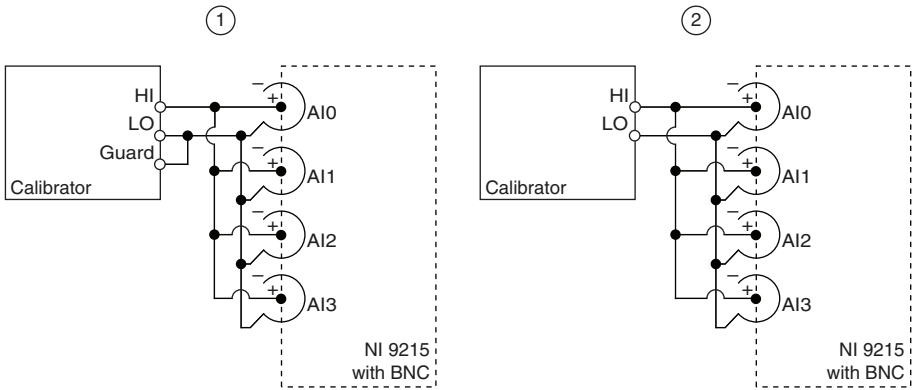 1
HI
LO
Guard
Calibrator
−
+
AI0
−
+
AI1
−
+
AI2
−
+
AI3
NI 9215
with BNC
2
HI
LO
Calibrator
−
+
AI0
−
+
AI1
−
+
AI2
−
+
AI3
NI 9215
with BNC